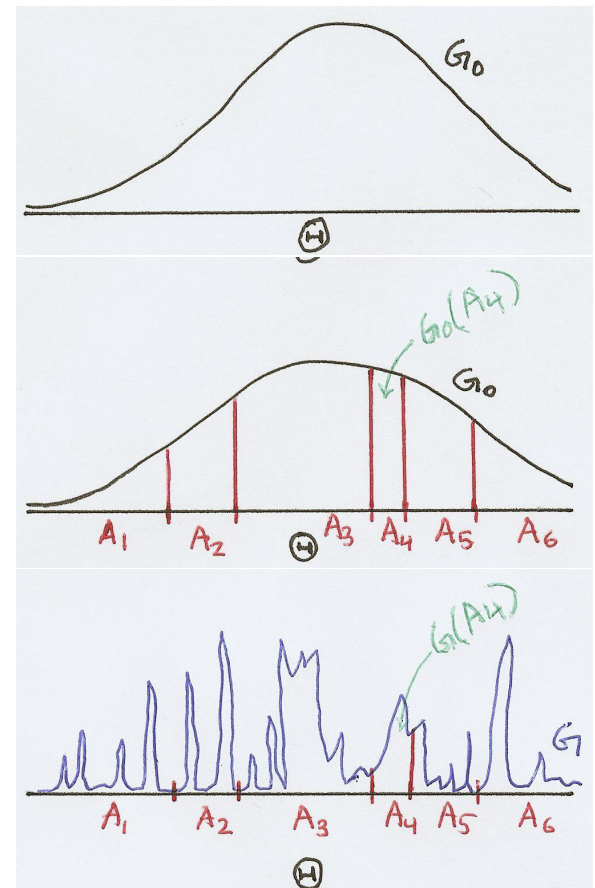 G₀
Θ
G₀(A₄)
G₀
A₁ A₂ Θ A₃ A₄ A₅ A₆
G(A₄)
G
A₁ A₂ A₃ A₄ A₅ A₆
Θ